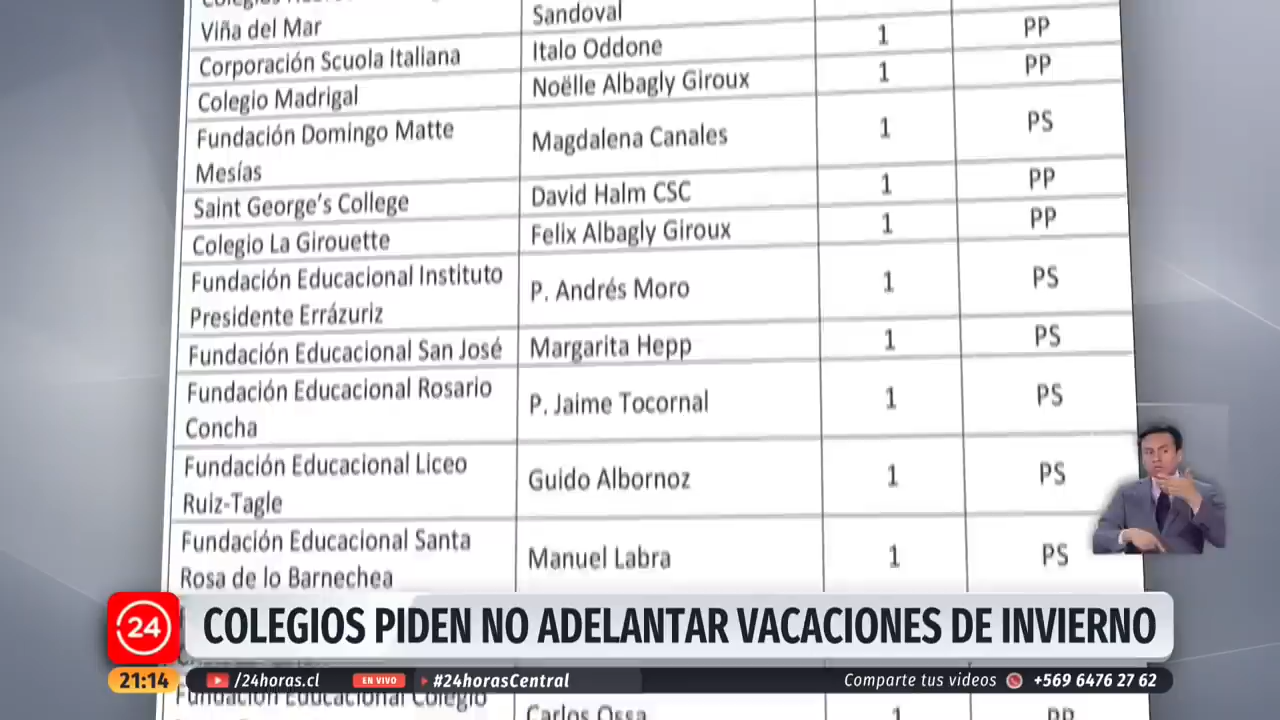 Viña del Mar
Sandoval
1
PP
Corporación Scuola Italiana
Italo Oddone
1
PP
Colegio Madrigal
Noëlle Albagly Giroux
1
PS
Fundación Domingo Matte
Mesías
Magdalena Canales
1
PP
Saint George's College
David Halm CSC
1
PP
Colegio La Girouette
Felix Albagly Giroux
Fundación Educacional Instituto
Presidente Errázuriz
P. Andrés Moro
1
PS
Fundación Educacional San José
Margarita Hepp
1
PS
Fundación Educacional Rosario
Concha
P. Jaime Tocornal
1
PS
Fundación Educacional Liceo
Ruiz-Tagle
Guido Albornoz
1
PS
Fundación Educacional Santa
Rosa de lo Barnechea
Manuel Labra
1
PS
24
COLEGIOS PIDEN NO ADELANTAR VACACIONES DE INVIERNO
21:14
/24horas.cl
EN VIVO
#24horasCentral
Comparte tus videos
+569 6476 27 62
Fundación Educacional Colegio
Carlos Ossa
1
PP